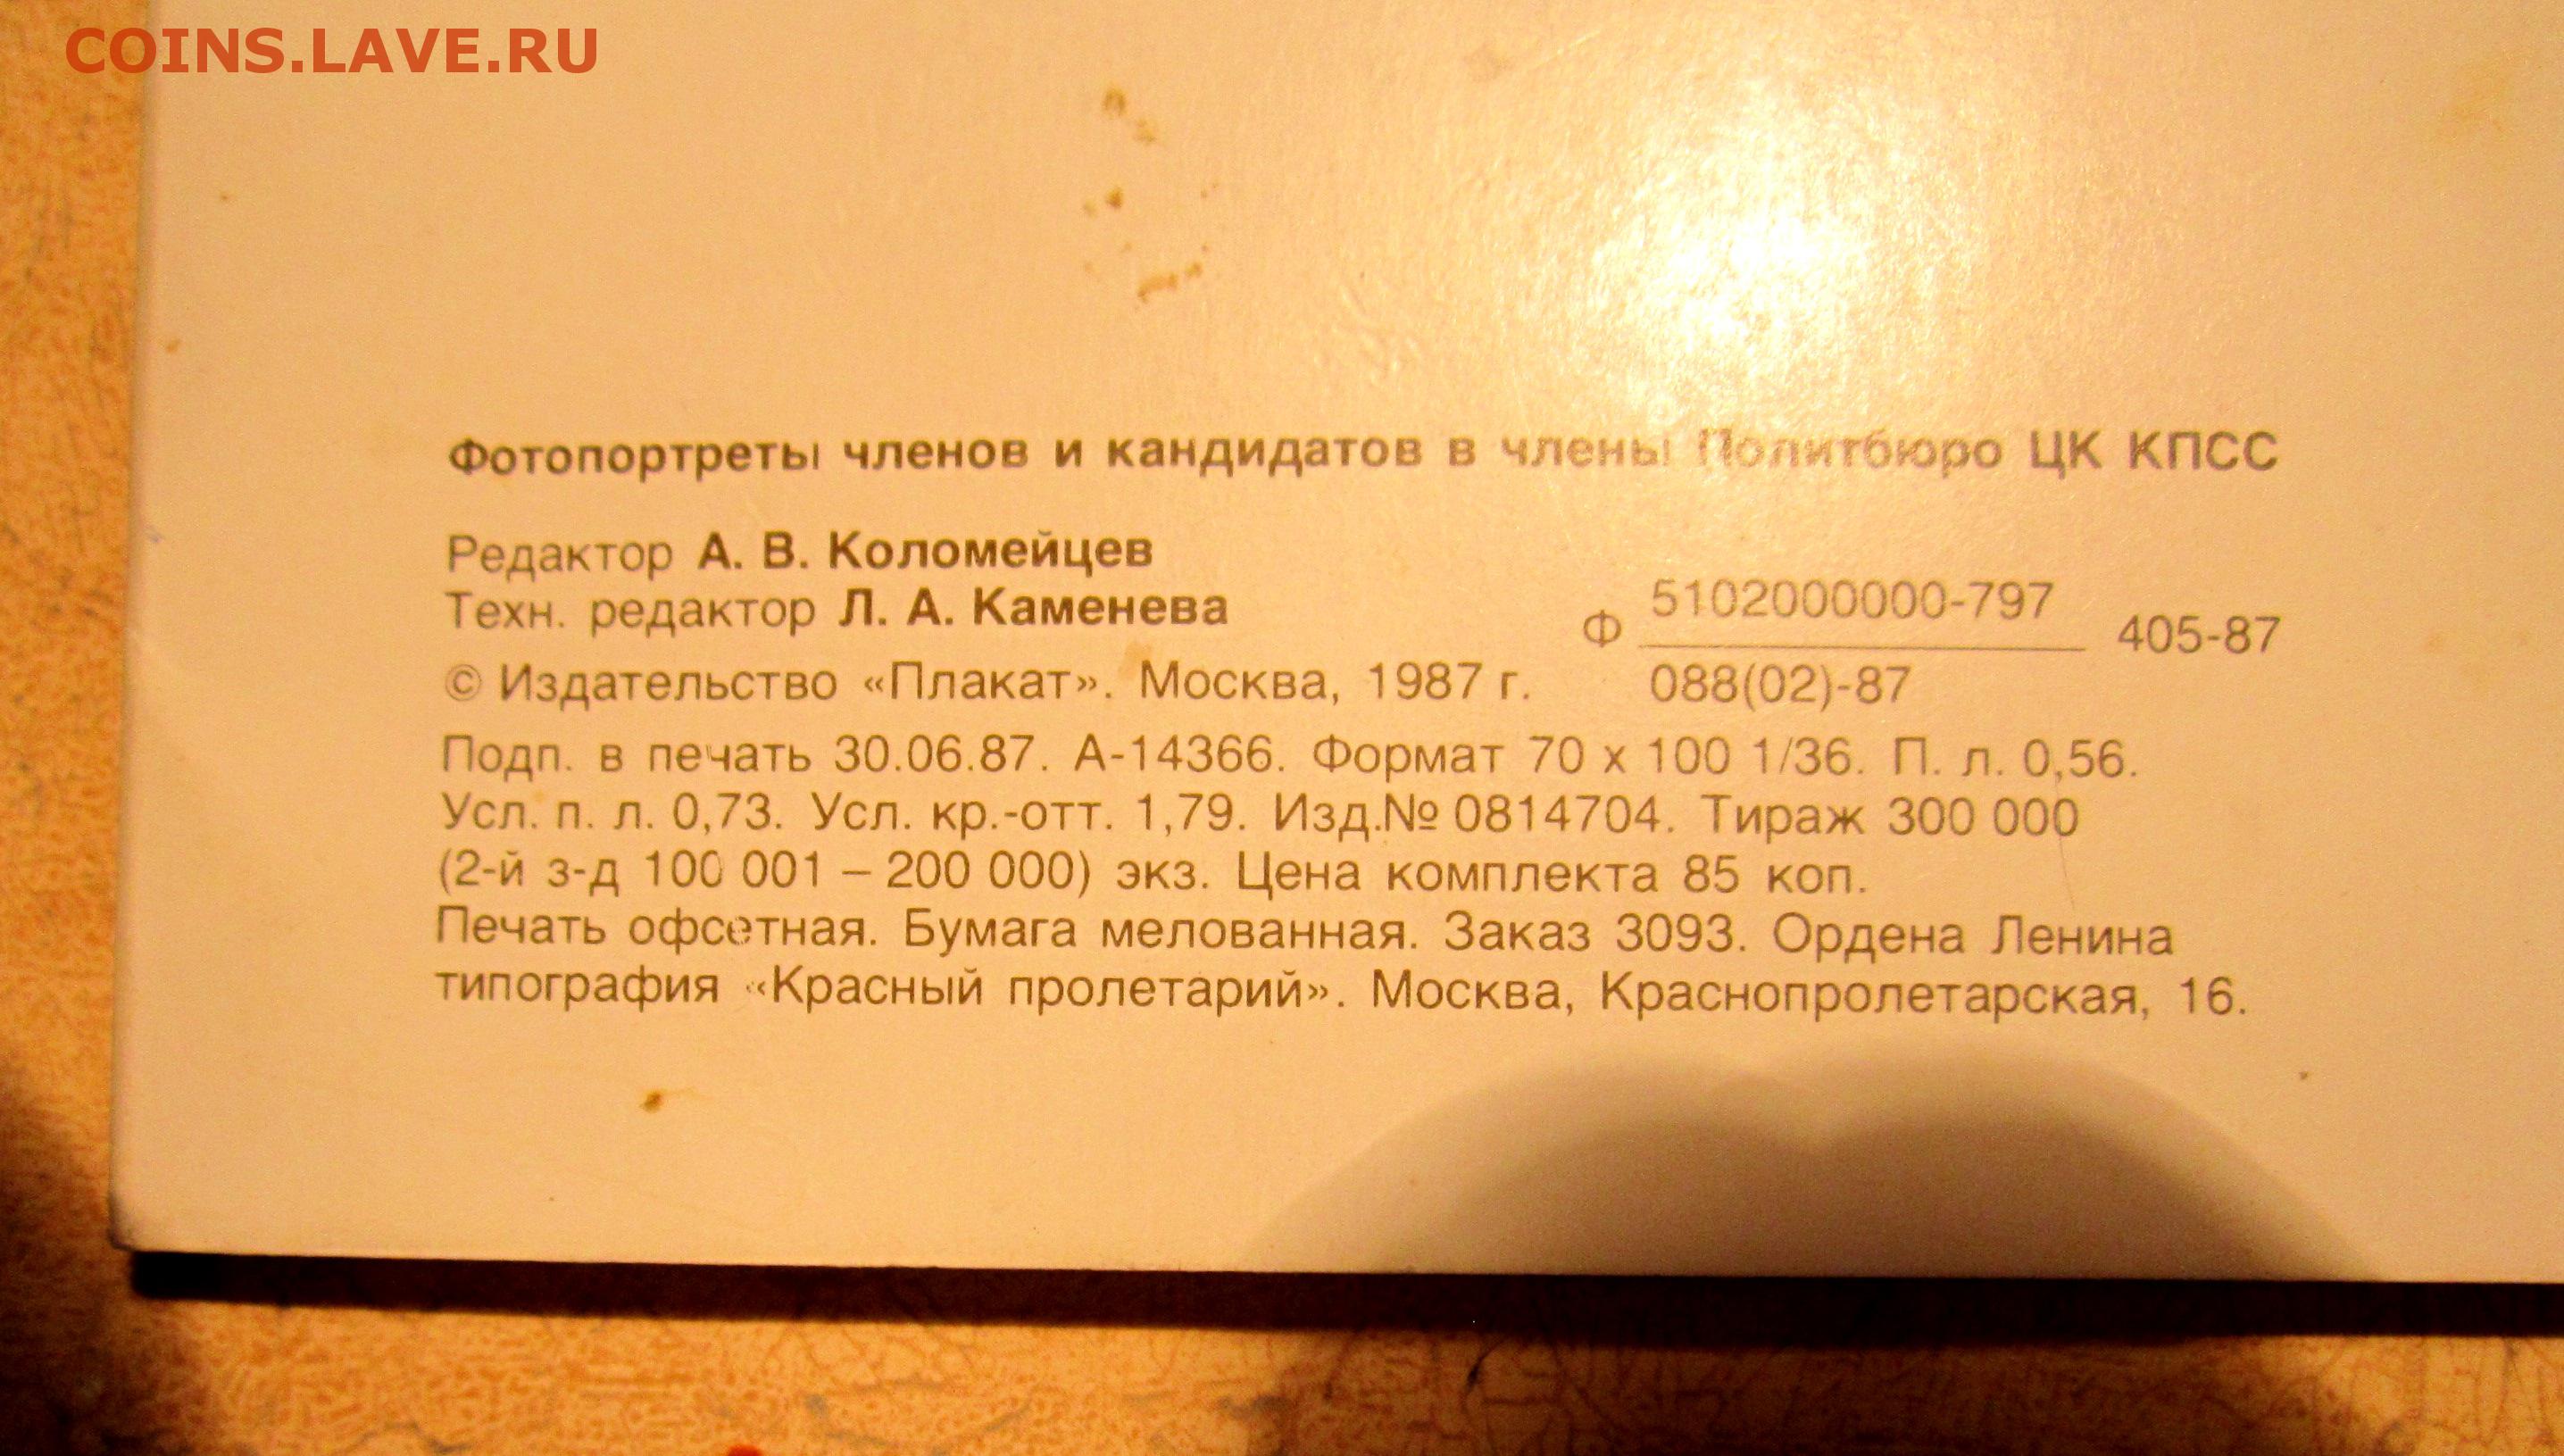 COINS.LAVE.RU
Фотопортреты членов и кандидатов в члены Политбюро ЦК КПСС
Редактор А. В. Коломейцев
Техн. редактор Л. А. Каменева
© Издательство «Плакат». Москва, 1987 г.
Ф 5102000000-797 405-87
088(02)-87
Подп. в печать 30.06.87. А-14366. Формат 70 х 100 1/36. П. л. 0,56.
Усл. п. л. 0,73. Усл. кр.-отт. 1,79. Изд.№ 0814704. Тираж 300 000
(2-й з-д 100 001 – 200 000) экз. Цена комплекта 85 коп.
Печать офсетная. Бумага мелованная. Заказ 3093. Ордена Ленина
типография «Красный пролетарий». Москва, Краснопролетарская, 16.